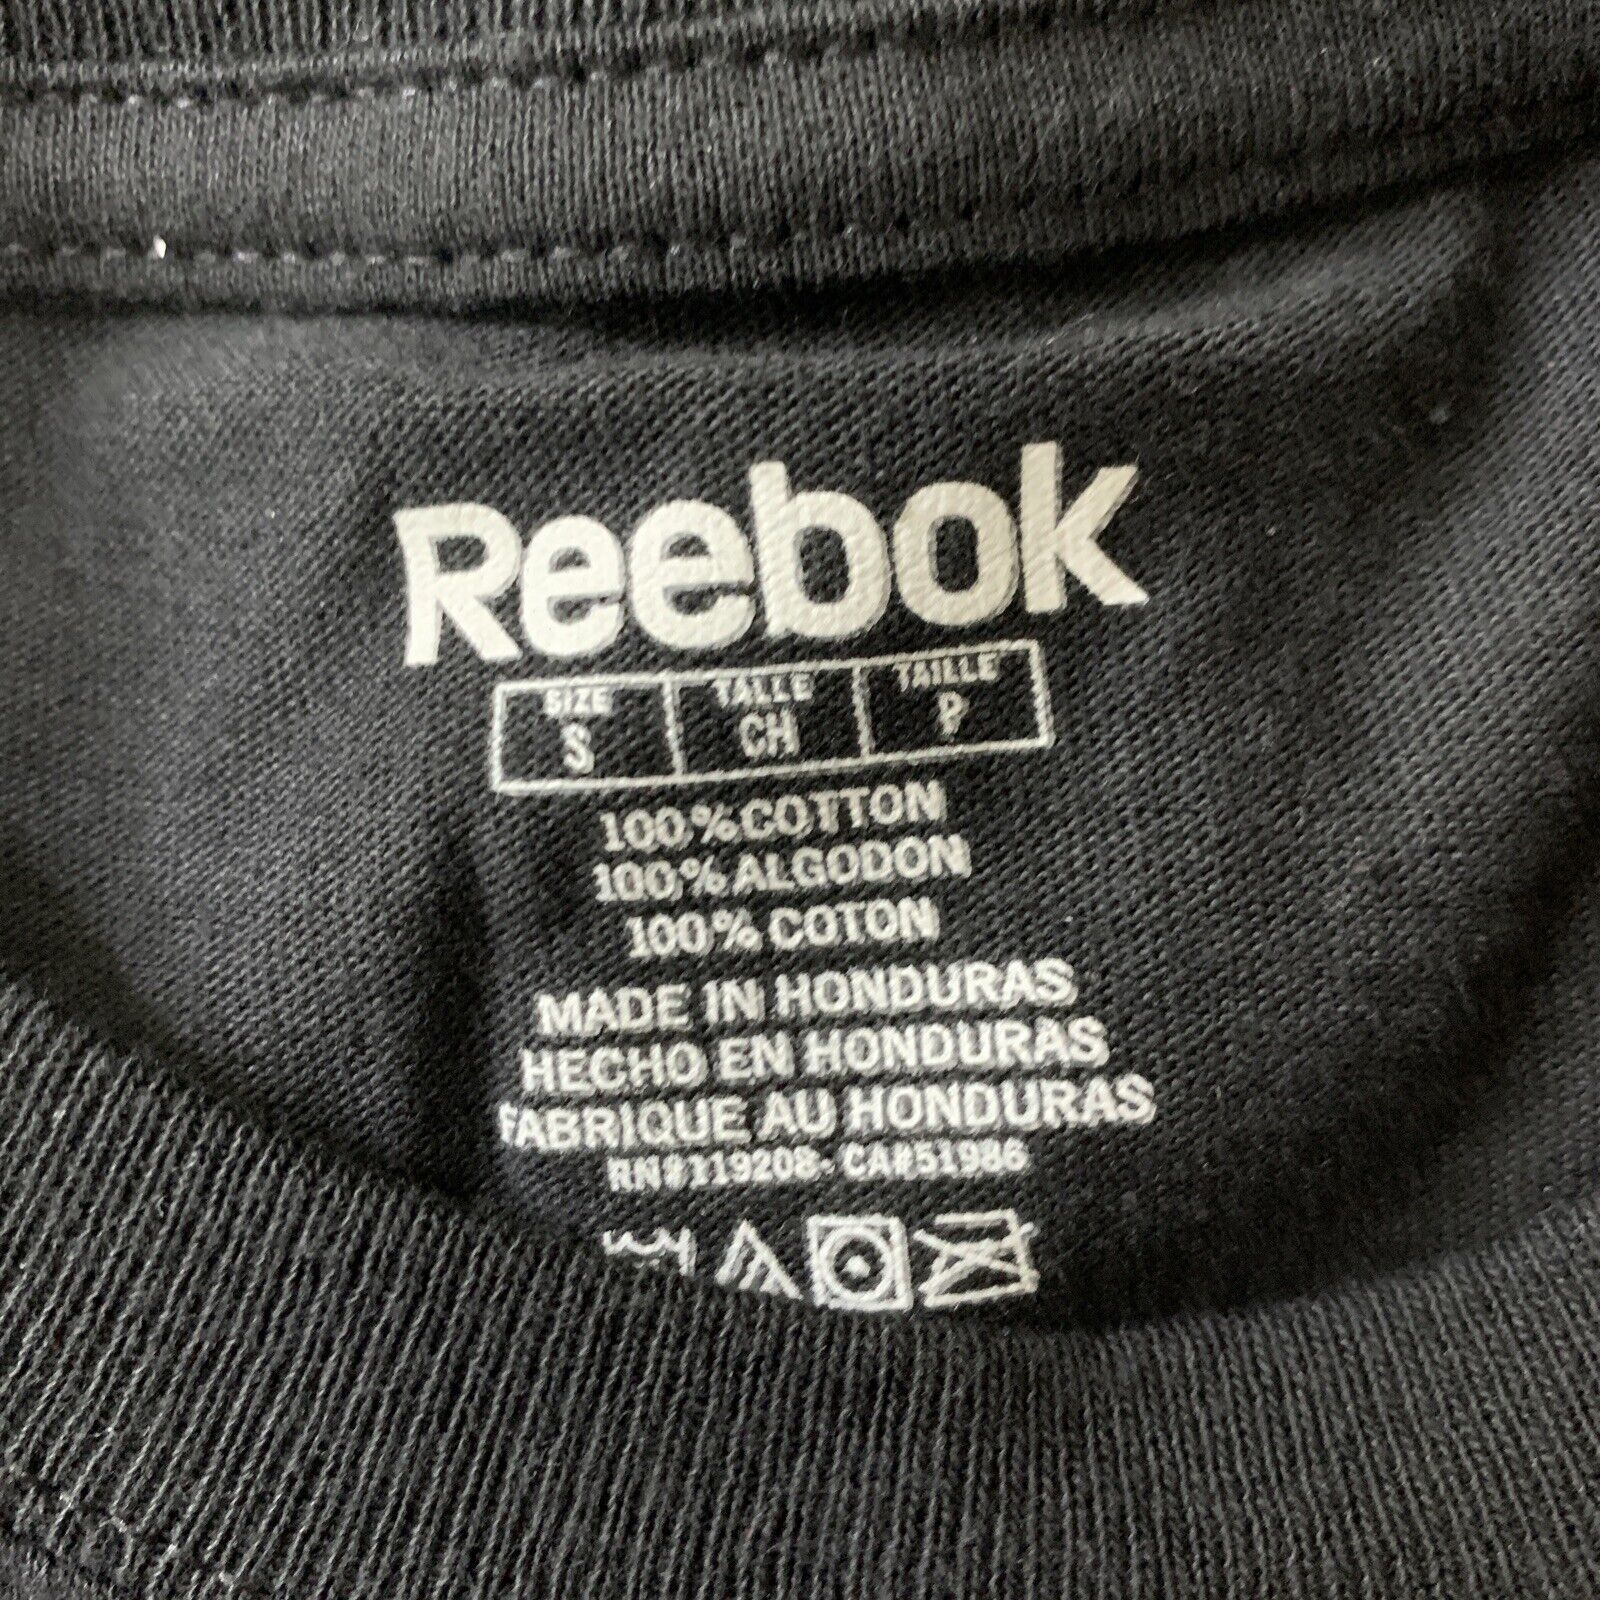 Reebok
SIZE TALLE TAILLE
S CH P
100% COTTON
100% ALGODON
100% COTON
MADE IN HONDURAS
HECHO EN HONDURAS
FABRIQUE AU HONDURAS
RN#119208- CA#51986